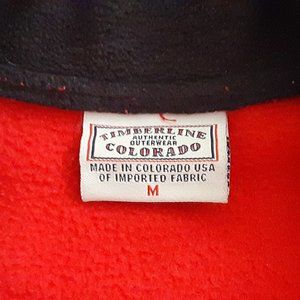 TIMBERLINE
AUTHENTIC
OUTERWEAR
COLORADO
MADE IN COLORADO USA
OF IMPORTED FABRIC
M